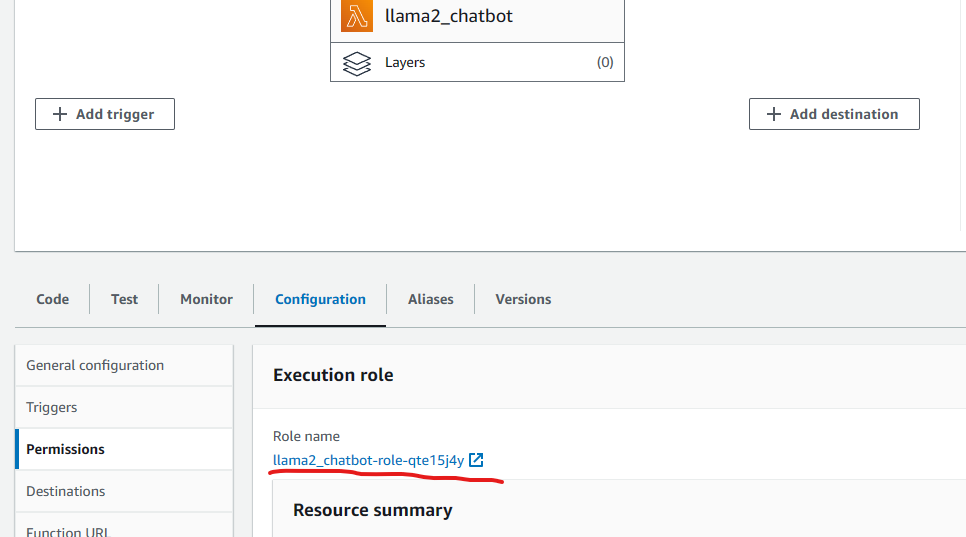 llama2_chatbot
Layers (0)
Add trigger
Add destination
Code Test Monitor Configuration Aliases Versions
General configuration
Triggers
Permissions
Destinations
Function URL
Execution role
Role name
llama2_chatbot-role-qte15j4y
Resource summary